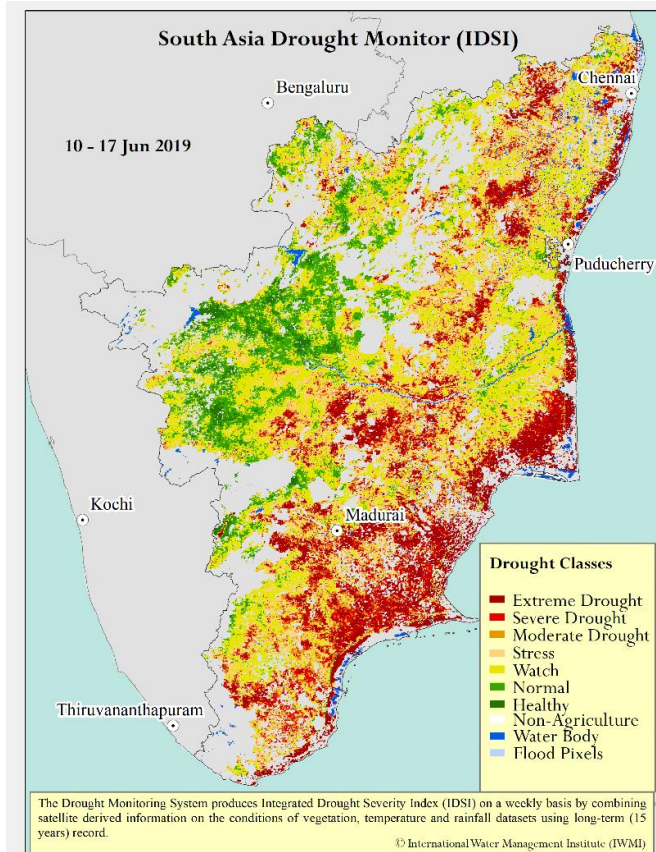 South Asia Drought Monitor (IDSI)
Chennai
Bengaluru
10 - 17 Jun 2019
Puducherry
Kochi
Madurai
Thiruvananthapuram
Drought Classes
Extreme Drought
Severe Drought
Moderate Drought
Stress
Watch
Normal
Healthy
Non-Agriculture
Water Body
Flood Pixels
The Drought Monitoring System produces Integrated Drought Severity Index (IDSI) on a weekly basis by combining
satellite derived information on the conditions of vegetation, temperature and rainfall datasets using long-term (15
years) record.
© International Water Management Institute (IWMI)